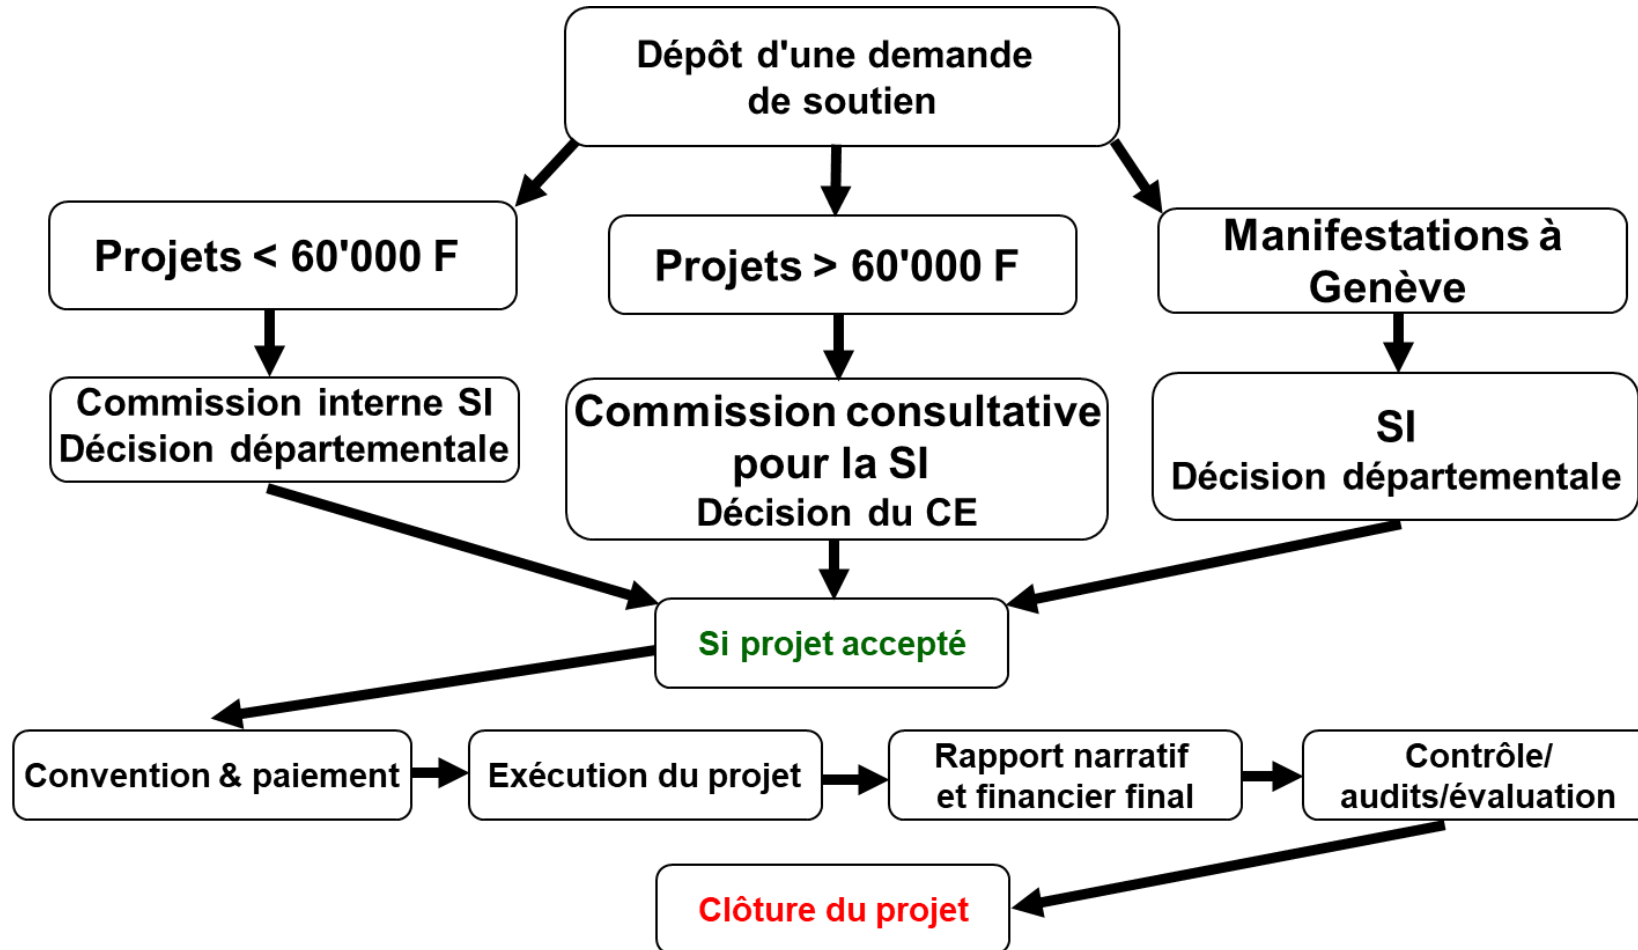 Dépôt d'une demande
de soutien
Projets < 60'000 F
Projets > 60'000 F
Manifestations à
Genève
Commission interne SI
Décision départementale
Commission consultative
pour la SI
Décision du CE
SI
Décision départementale
Si projet accepté
Convention & paiement
Exécution du projet
Rapport narratif
et financier final
Contrôle/
audits/évaluation
Clôture du projet